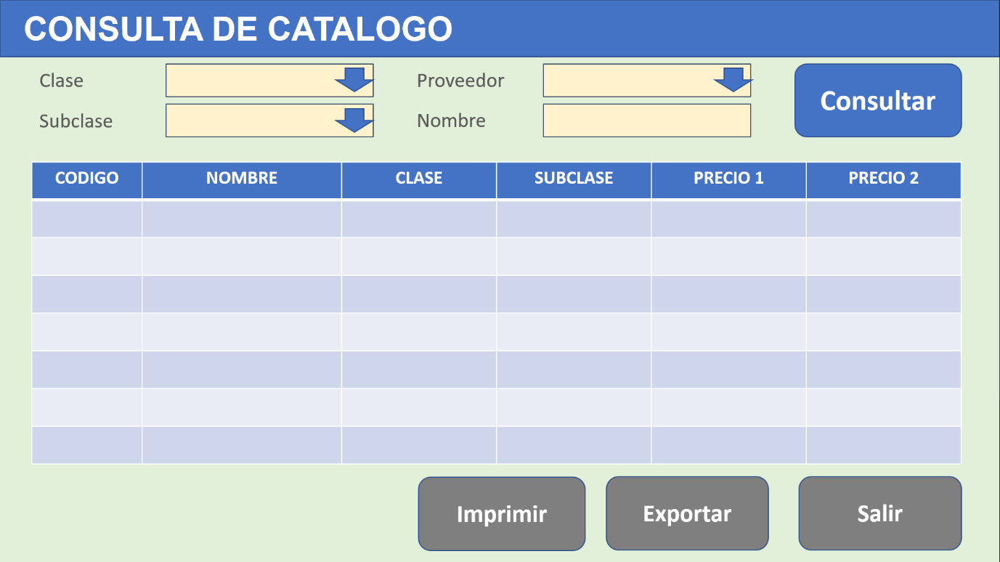 CONSULTA DE CATALOGO
Clase
Proveedor
Consultar
Subclase
Nombre
CODIGO NOMBRE CLASE SUBCLASE PRECIO 1 PRECIO 2
Imprimir Exportar Salir